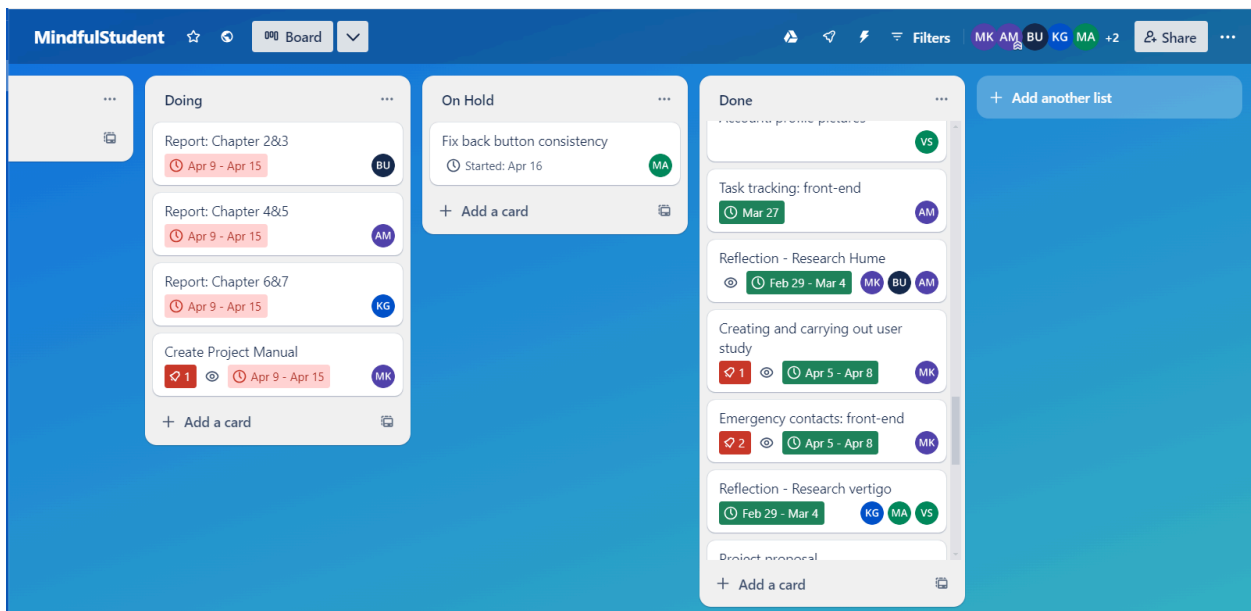 MindfulStudent
Board
Filters
MK AM BU KG MA +2
Share
Doing
Report: Chapter 2&3
Apr 9 - Apr 15
BU
Report: Chapter 4&5
Apr 9 - Apr 15
AM
Report: Chapter 6&7
Apr 9 - Apr 15
KG
Create Project Manual
1 Apr 9 - Apr 15
MK
+ Add a card
On Hold
Fix back button consistency
Started: Apr 16
MA
+ Add a card
Done
Account: profile pictures
VS
Task tracking: front-end
Mar 27
AM
Reflection - Research Hume
Feb 29 - Mar 4
MK BU AM
Creating and carrying out user
study
1 Apr 5 - Apr 8
MK
Emergency contacts: front-end
2 Apr 5 - Apr 8
MK
Reflection - Research vertigo
Feb 29 - Mar 4
KG MA VS
Project proposal
+ Add a card
+ Add another list